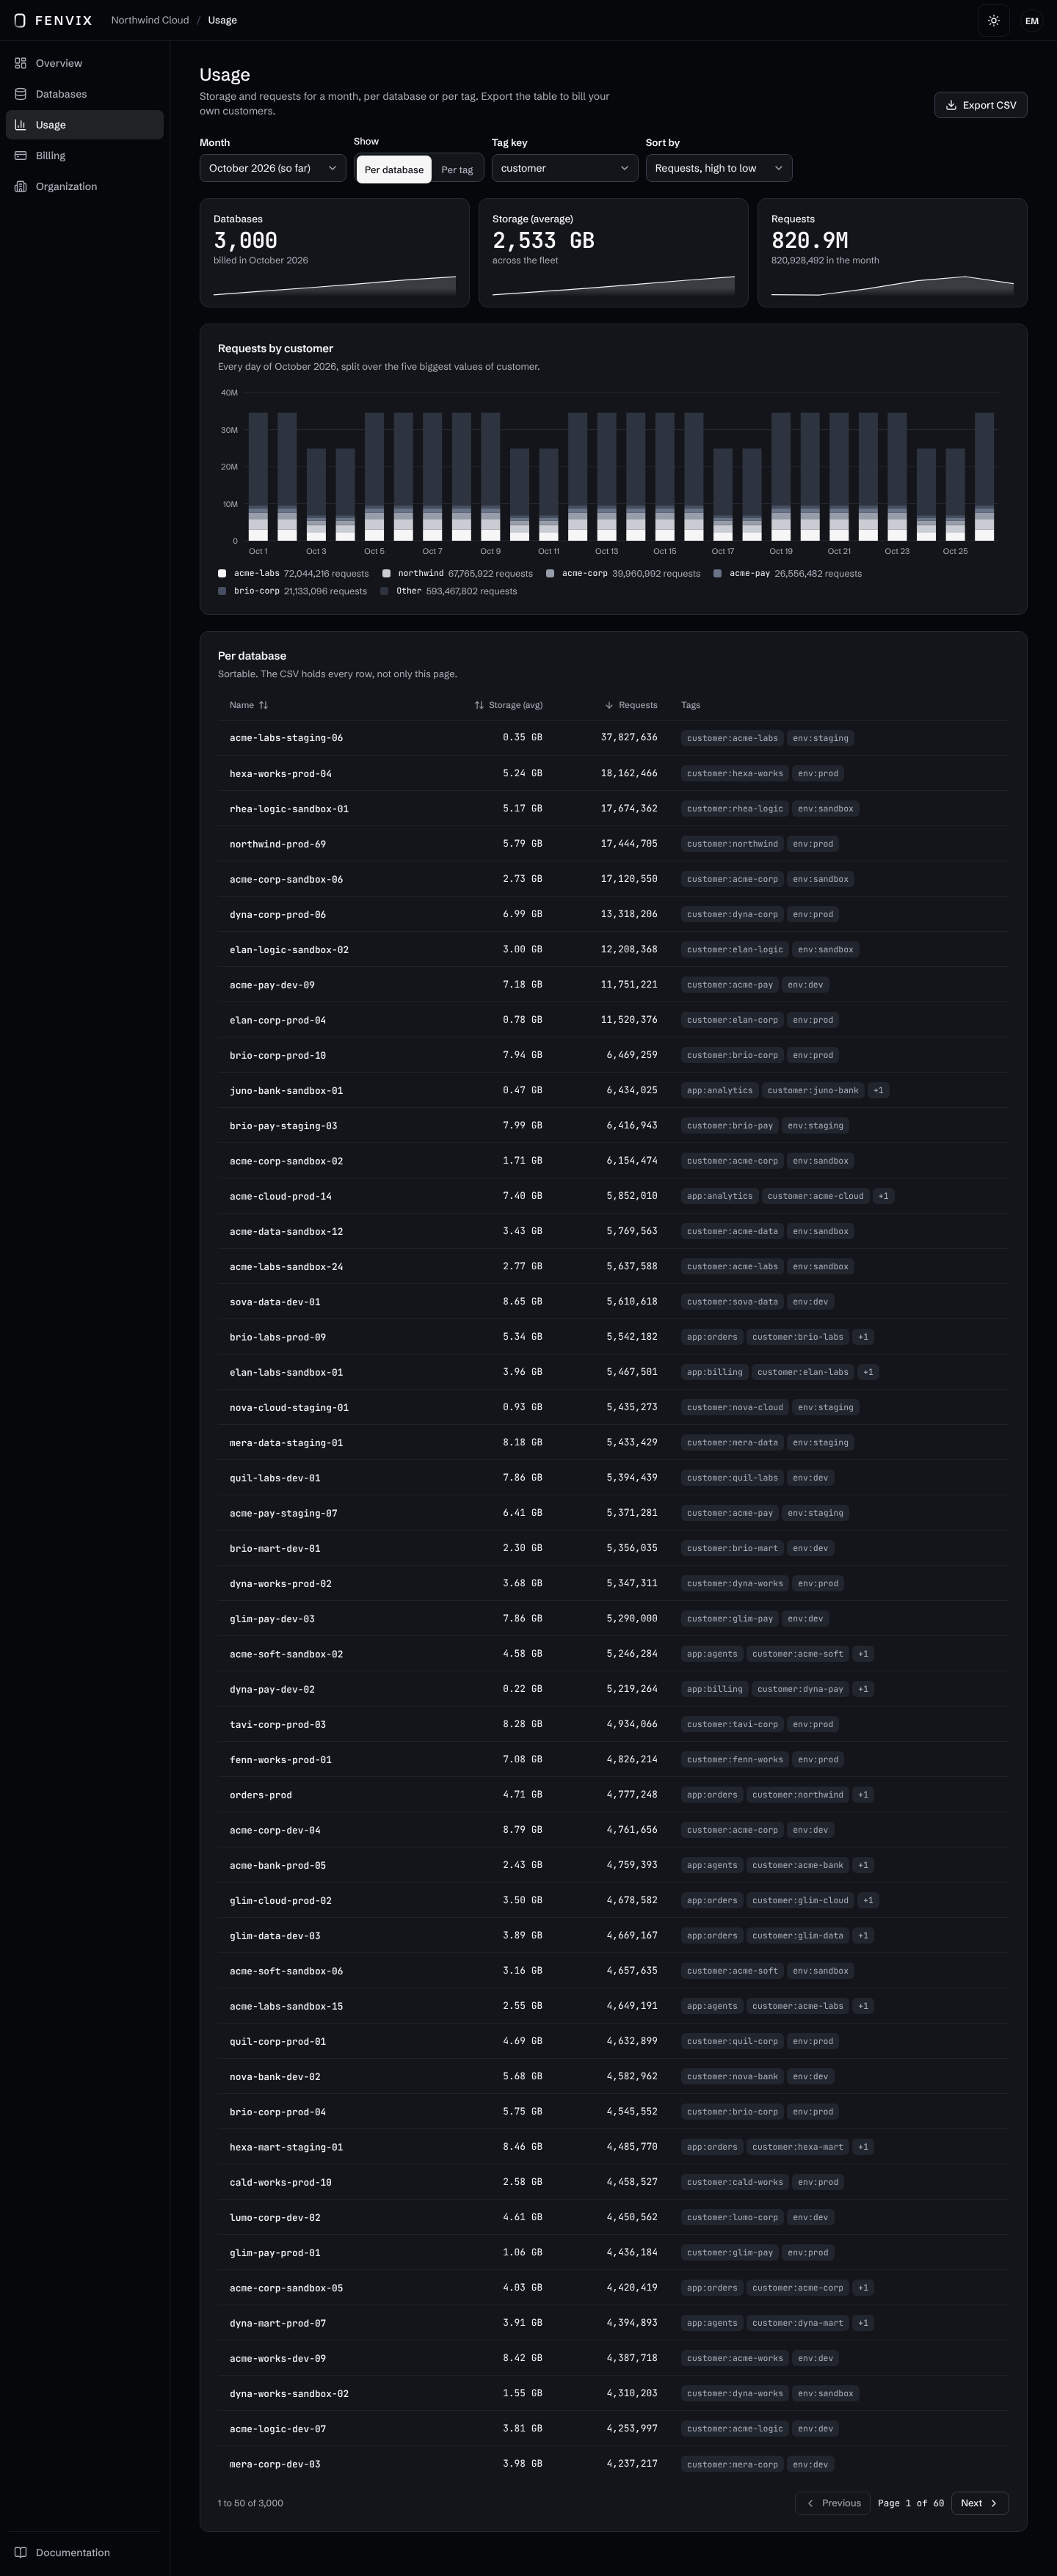 FENVIX Northwind Cloud / Usage EM
Overview
Databases
Usage
Billing
Organization
Usage
Storage and requests for a month, per database or per tag. Export the table to bill your
own customers.
Export CSV
Month Show Tag key Sort by
October 2026 (so far) Per database Per tag customer Requests, high to low
Databases
3,000
billed in October 2026
Storage (average)
2,533 GB
across the fleet
Requests
820.9M
820,928,492 in the month
Requests by customer
Every day of October 2026, split over the five biggest values of customer.
40M
30M
20M
10M
0
Oct 1 Oct 3 Oct 5 Oct 7 Oct 9 Oct 11 Oct 13 Oct 15 Oct 17 Oct 19 Oct 21 Oct 23 Oct 25
acme-labs 72,044,216 requests northwind 67,765,922 requests acme-corp 39,960,992 requests acme-pay 26,556,482 requests
brio-corp 21,133,096 requests Other 593,467,802 requests
Per database
Sortable. The CSV holds every row, not only this page.
Name Storage (avg) Requests Tags
acme-labs-staging-06 0.35 GB 37,827,636 customer:acme-labs env:staging
hexa-works-prod-04 5.24 GB 18,162,466 customer:hexa-works env:prod
rhea-logic-sandbox-01 5.17 GB 17,674,362 customer:rhea-logic env:sandbox
northwind-prod-69 5.79 GB 17,444,705 customer:northwind env:prod
acme-corp-sandbox-06 2.73 GB 17,120,550 customer:acme-corp env:sandbox
dyna-corp-prod-06 6.99 GB 13,318,206 customer:dyna-corp env:prod
elan-logic-sandbox-02 3.00 GB 12,208,368 customer:elan-logic env:sandbox
acme-pay-dev-09 7.18 GB 11,751,221 customer:acme-pay env:dev
elan-corp-prod-04 0.78 GB 11,520,376 customer:elan-corp env:prod
brio-corp-prod-10 7.94 GB 6,469,259 customer:brio-corp env:prod
juno-bank-sandbox-01 0.47 GB 6,434,025 app:analytics customer:juno-bank +1
brio-pay-staging-03 7.99 GB 6,416,943 customer:brio-pay env:staging
acme-corp-sandbox-02 1.71 GB 6,154,474 customer:acme-corp env:sandbox
acme-cloud-prod-14 7.40 GB 5,852,010 app:analytics customer:acme-cloud +1
acme-data-sandbox-12 3.43 GB 5,769,563 customer:acme-data env:sandbox
acme-labs-sandbox-24 2.77 GB 5,637,588 customer:acme-labs env:sandbox
sova-data-dev-01 8.65 GB 5,610,618 customer:sova-data env:dev
brio-labs-prod-09 5.34 GB 5,542,182 app:orders customer:brio-labs +1
elan-labs-sandbox-01 3.96 GB 5,467,501 app:billing customer:elan-labs +1
nova-cloud-staging-01 0.93 GB 5,435,273 customer:nova-cloud env:staging
mera-data-staging-01 8.18 GB 5,433,429 customer:mera-data env:staging
quil-labs-dev-01 7.86 GB 5,394,439 customer:quil-labs env:dev
acme-pay-staging-07 6.41 GB 5,371,281 customer:acme-pay env:staging
brio-mart-dev-01 2.30 GB 5,356,035 customer:brio-mart env:dev
dyna-works-prod-02 3.68 GB 5,347,311 customer:dyna-works env:prod
glim-pay-dev-03 7.86 GB 5,290,000 customer:glim-pay env:dev
acme-soft-sandbox-02 4.58 GB 5,246,284 app:agents customer:acme-soft +1
dyna-pay-dev-02 0.22 GB 5,219,264 app:billing customer:dyna-pay +1
tavi-corp-prod-03 8.28 GB 4,934,066 customer:tavi-corp env:prod
fenn-works-prod-01 7.08 GB 4,826,214 customer:fenn-works env:prod
orders-prod 4.71 GB 4,777,248 app:orders customer:northwind +1
acme-corp-dev-04 8.79 GB 4,761,656 customer:acme-corp env:dev
acme-bank-prod-05 2.43 GB 4,759,393 app:agents customer:acme-bank +1
glim-cloud-prod-02 3.50 GB 4,678,582 app:orders customer:glim-cloud +1
glim-data-dev-03 3.89 GB 4,669,167 app:orders customer:glim-data +1
acme-soft-sandbox-06 3.16 GB 4,657,635 customer:acme-soft env:sandbox
acme-labs-sandbox-15 2.55 GB 4,649,191 app:agents customer:acme-labs +1
quil-corp-prod-01 4.69 GB 4,632,899 customer:quil-corp env:prod
nova-bank-dev-02 5.68 GB 4,582,962 customer:nova-bank env:dev
brio-corp-prod-04 5.75 GB 4,545,552 customer:brio-corp env:prod
hexa-mart-staging-01 8.46 GB 4,485,770 app:orders customer:hexa-mart +1
cald-works-prod-10 2.58 GB 4,458,527 customer:cald-works env:prod
lumo-corp-dev-02 4.61 GB 4,450,562 customer:lumo-corp env:dev
glim-pay-prod-01 1.06 GB 4,436,184 customer:glim-pay env:prod
acme-corp-sandbox-05 4.03 GB 4,420,419 app:orders customer:acme-corp +1
dyna-mart-prod-07 3.91 GB 4,394,893 app:agents customer:dyna-mart +1
acme-works-dev-09 8.42 GB 4,387,718 customer:acme-works env:dev
dyna-works-sandbox-02 1.55 GB 4,310,203 customer:dyna-works env:sandbox
acme-logic-dev-07 3.81 GB 4,253,997 customer:acme-logic env:dev
mera-corp-dev-03 3.98 GB 4,237,217 customer:mera-corp env:dev
1 to 50 of 3,000 Previous Page 1 of 60 Next
Documentation